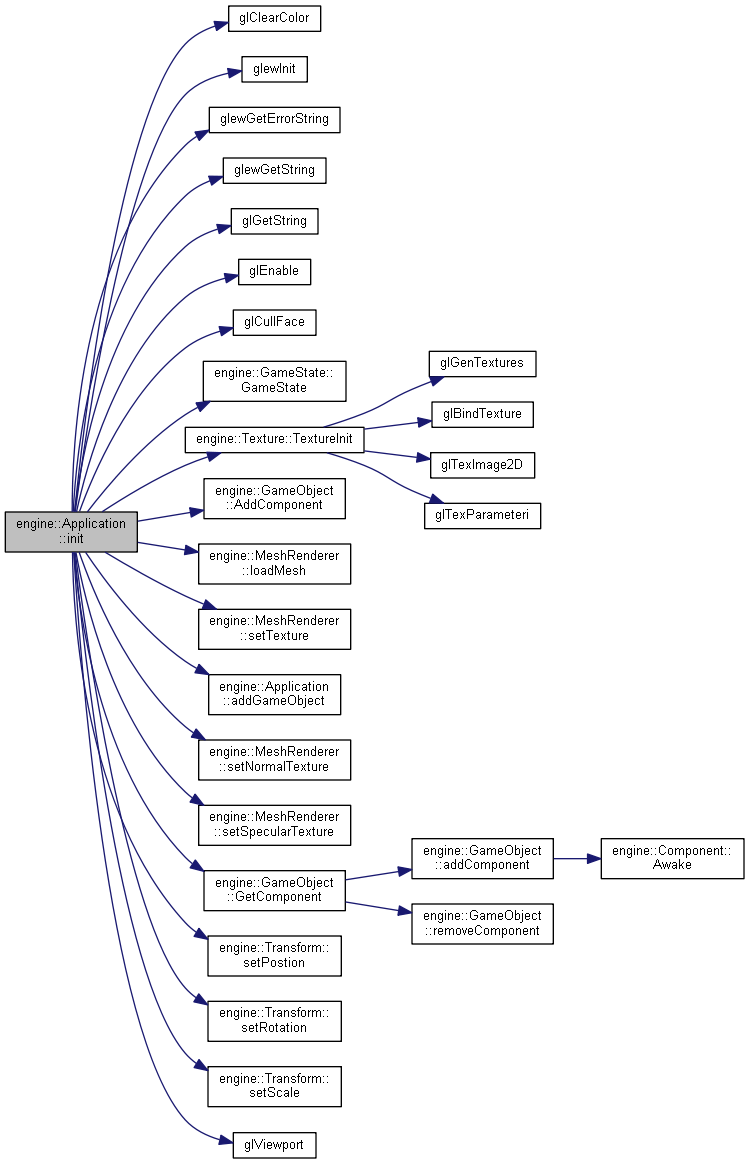 glClearColor
glewInit
glewGetErrorString
glewGetString
glGetString
glEnable
glCullFace
engine::GameState::
GameState
engine::Texture::TextureInit
glGenTextures
glBindTexture
glTexImage2D
glTexParameteri
engine::Application
::init
engine::GameObject
::AddComponent
engine::MeshRenderer
::loadMesh
engine::MeshRenderer
::setTexture
engine::Application
::addGameObject
engine::MeshRenderer
::setNormalTexture
engine::MeshRenderer
::setSpecularTexture
engine::GameObject
::GetComponent
engine::GameObject
::addComponent
engine::Component::
Awake
engine::GameObject
::removeComponent
engine::Transform::
setPostion
engine::Transform::
setRotation
engine::Transform::
setScale
glViewport